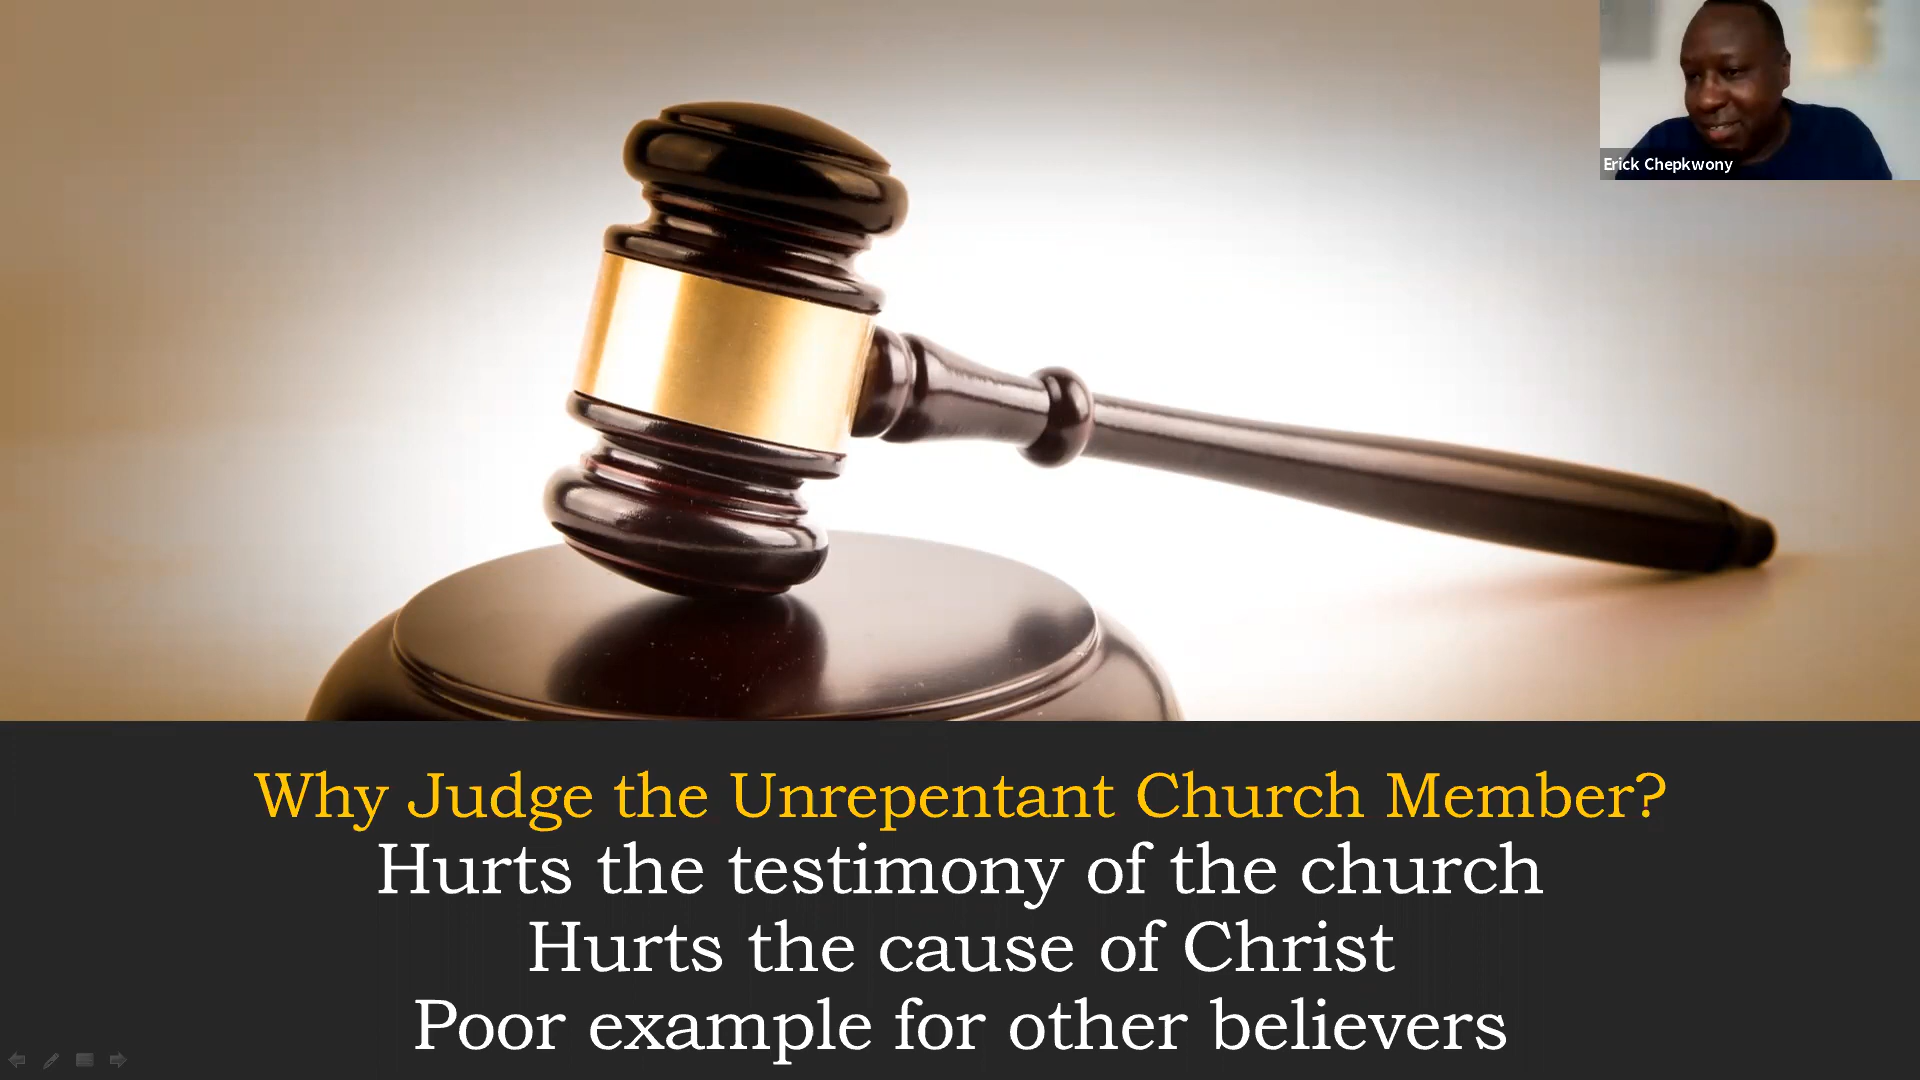 Erick Chepkwony
Why Judge the Unrepentant Church Member?
Hurts the testimony of the church
Hurts the cause of Christ
Poor example for other believers